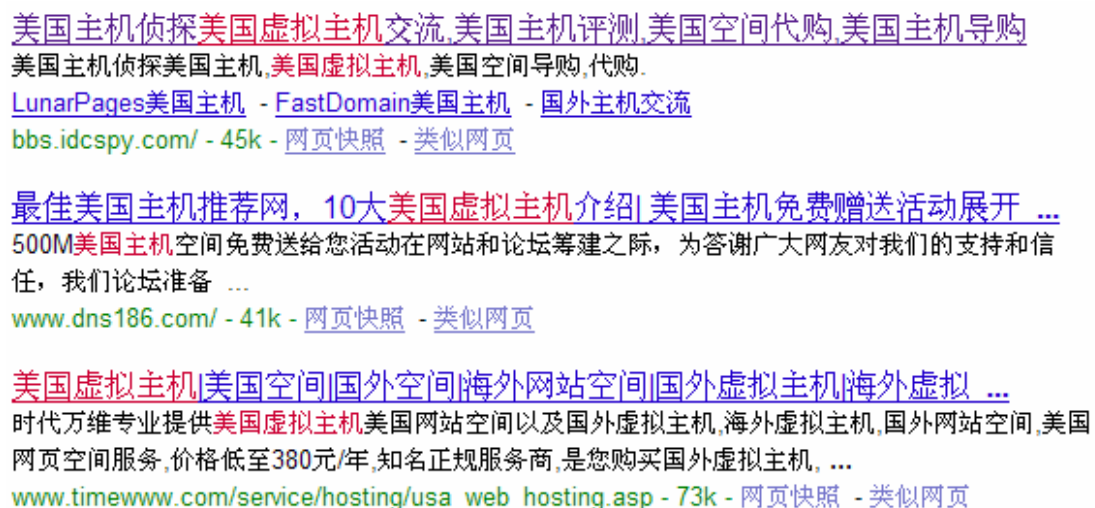 美国主机侦探美国虚拟主机交流,美国主机评测,美国空间代购,美国主机导购
美国主机侦探美国主机,美国虚拟主机,美国空间导购,代购.
LunarPages美国主机 - FastDomain美国主机 - 国外主机交流
bbs.idcspy.com/ - 45k - 网页快照 - 类似网页
最佳美国主机推荐网，10大美国虚拟主机介绍| 美国主机免费赠送活动展开 ...
500M美国主机空间免费送给您活动在网站和论坛筹建之际，为答谢广大网友对我们的支持和信
任，我们论坛准备 ...
www.dns186.com/ - 41k - 网页快照 - 类似网页
美国虚拟主机|美国空间|国外空间|海外网站空间|国外虚拟主机|海外虚拟 ...
时代万维专业提供美国虚拟主机美国网站空间以及国外虚拟主机,海外虚拟主机,国外网站空间,美国
网页空间服务,价格低至380元/年,知名正规服务商,是您购买国外虚拟主机, ...
www.timewww.com/service/hosting/usa_web_hosting.asp - 73k - 网页快照 - 类似网页